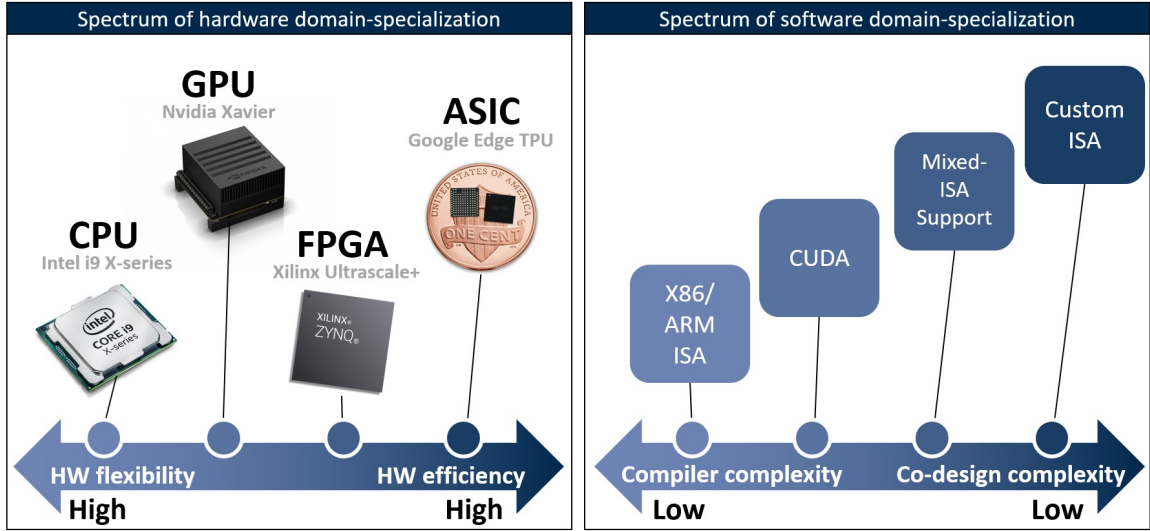 Spectrum of hardware domain-specialization
GPU
Nvidia Xavier
ASIC
Google Edge TPU
UNITED STATES OF AMERICA
ONE CENT
CPU
Intel i9 X-series
FPGA
Xilinx Ultrascale+
intel
CORE i9
X-series
XILINX®
ZYNQ®
HW flexibility
HW efficiency
High
High
Spectrum of software domain-specialization
Custom
ISA
Mixed-
ISA
Support
CUDA
X86/
ARM
ISA
Compiler complexity
Co-design complexity
Low
Low